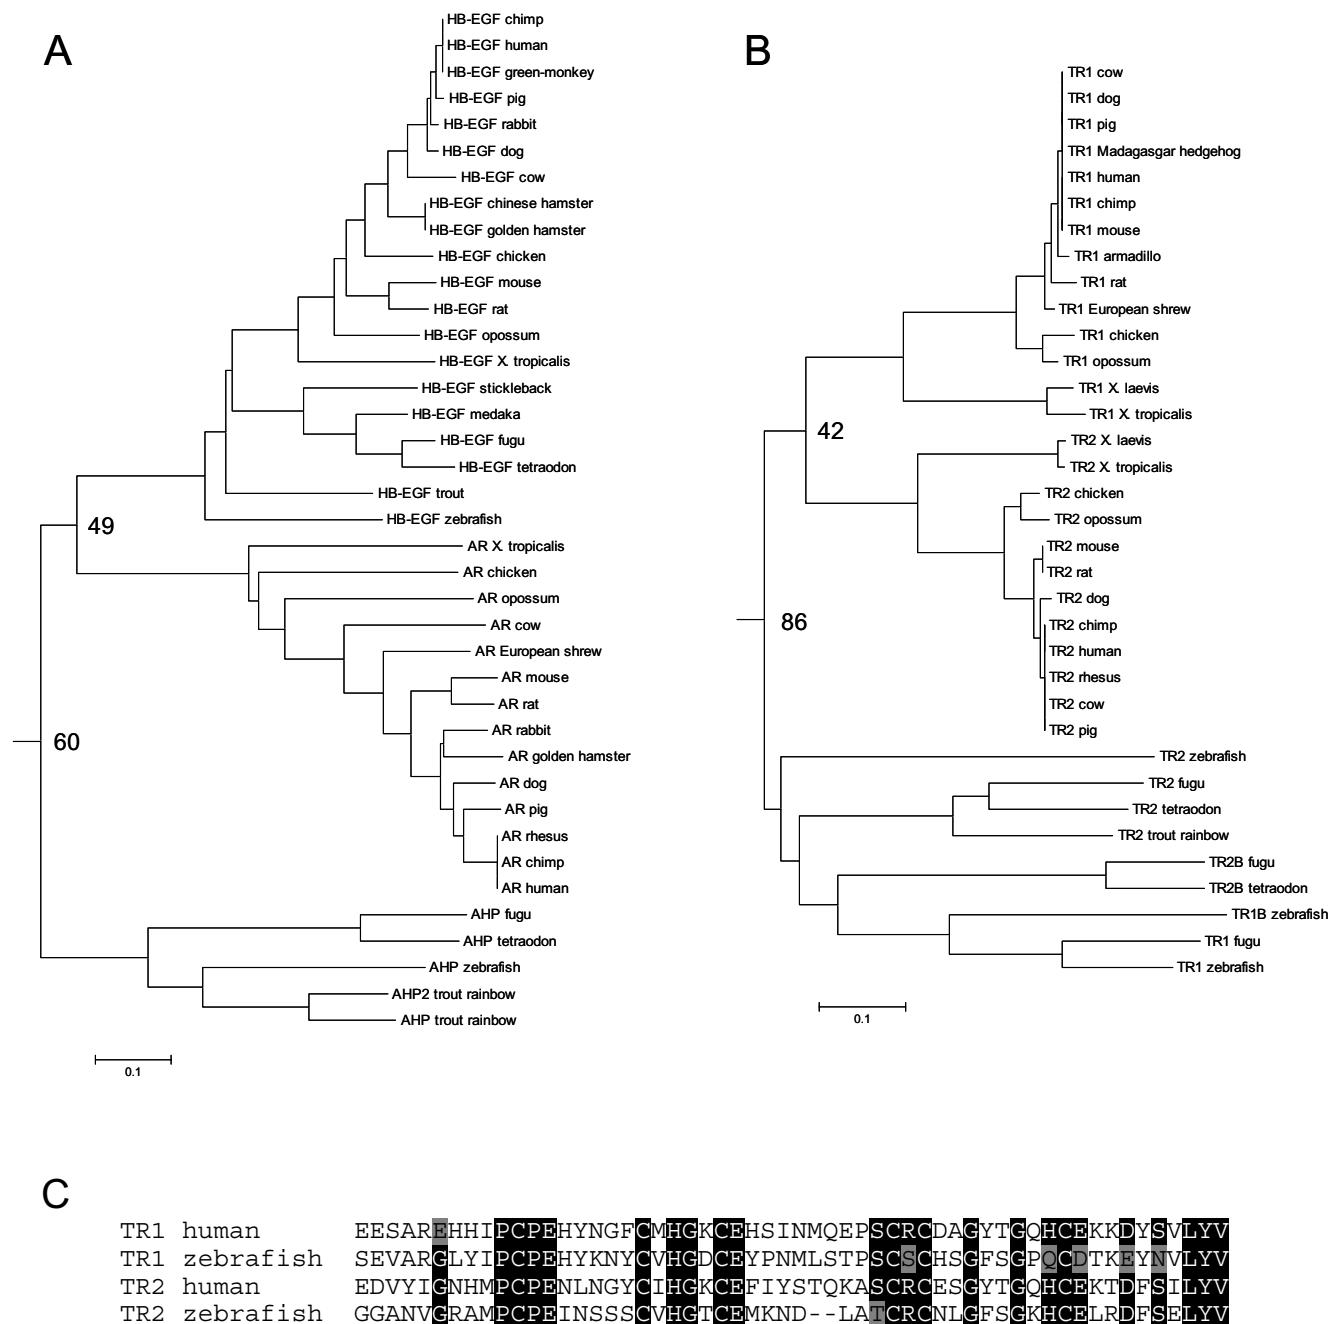 A
HB-EGF chimp
HB-EGF human
HB-EGF green-monkey
HB-EGF pig
HB-EGF rabbit
HB-EGF dog
HB-EGF cow
HB-EGF chinese hamster
HB-EGF golden hamster
HB-EGF chicken
HB-EGF mouse
HB-EGF rat
HB-EGF opossum
HB-EGF X. tropicalis
HB-EGF stickleback
HB-EGF medaka
HB-EGF fugu
HB-EGF tetraodon
HB-EGF trout
HB-EGF zebrafish
49
AR X. tropicalis
AR chicken
AR opossum
AR cow
AR European shrew
AR mouse
AR rat
AR rabbit
AR golden hamster
AR dog
AR pig
AR rhesus
AR chimp
AR human
60
AHP fugu
AHP tetraodon
AHP zebrafish
AHP2 trout rainbow
AHP trout rainbow
0.1
B
TR1 cow
TR1 dog
TR1 pig
TR1 Madagasgar hedgehog
TR1 human
TR1 chimp
TR1 mouse
TR1 armadillo
TR1 rat
TR1 European shrew
TR1 chicken
TR1 opossum
TR1 X. laevis
TR1 X. tropicalis
42
TR2 X. laevis
TR2 X. tropicalis
TR2 chicken
TR2 opossum
TR2 mouse
TR2 rat
TR2 dog
TR2 chimp
TR2 human
TR2 rhesus
TR2 cow
TR2 pig
86
TR2 zebrafish
TR2 fugu
TR2 tetraodon
TR2 trout rainbow
TR2B fugu
TR2B tetraodon
TR1B zebrafish
TR1 fugu
TR1 zebrafish
0.1
C
TR1 human EESAREHHIPCPEHYNGFCMHGKCEHSINMQEPSCRCDAGYTGQHCEKKDYSVLYV
TR1 zebrafish SEVARGLYIPCPEHYKNYCVHGDCEYPNMLSTPSCSCHSGFSGPQCDTKEYNVLYV
TR2 human EDVYIGNHMPCPENLNGYCIHGKCEFIYSTQKASCRCESGYTGQHCEKTDFSILYV
TR2 zebrafish GGANVGRAMPCPEINSSSCVHGTCEMKND--LATCRCNLGFSGKHCELRDFSELYV